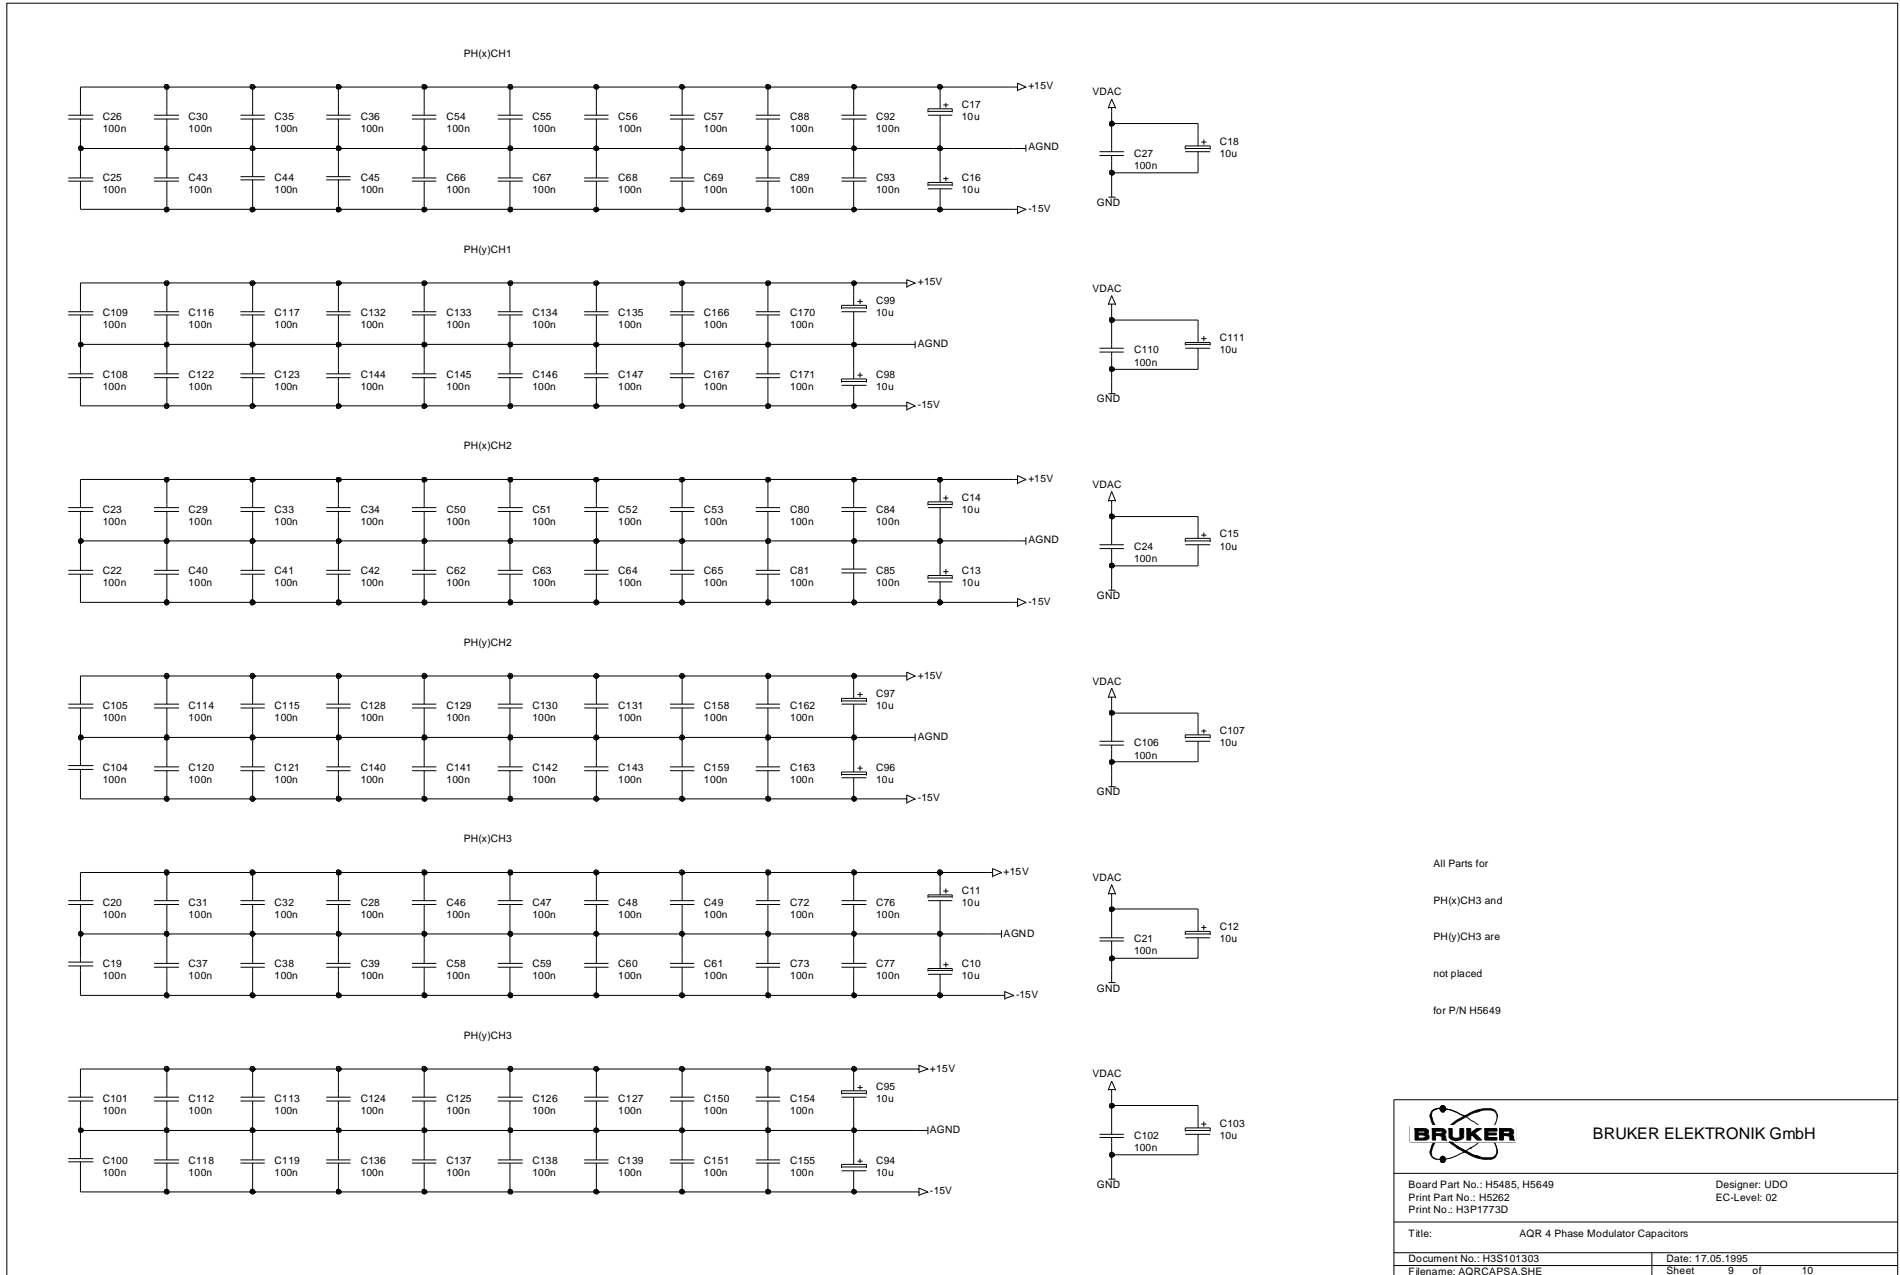 PH(x)CH1
+15V
C26 C30 C35 C36 C54 C55 C56 C57 C88 C92 C17
100n 100n 100n 100n 100n 100n 100n 100n 100n 100n 10u
AGND
C25 C43 C44 C45 C66 C67 C68 C69 C89 C93 C16
100n 100n 100n 100n 100n 100n 100n 100n 100n 100n 10u
-15V
VDAC
C27 C18
100n 10u
GND
PH(y)CH1
+15V
C109 C116 C117 C132 C133 C134 C135 C166 C170 C99
100n 100n 100n 100n 100n 100n 100n 100n 100n 10u
AGND
C108 C122 C123 C144 C145 C146 C147 C167 C171 C98
100n 100n 100n 100n 100n 100n 100n 100n 100n 10u
-15V
VDAC
C110 C111
100n 10u
GND
PH(x)CH2
+15V
C23 C29 C33 C34 C50 C51 C52 C53 C80 C84 C14
100n 100n 100n 100n 100n 100n 100n 100n 100n 100n 10u
AGND
C22 C40 C41 C42 C62 C63 C64 C65 C81 C85 C13
100n 100n 100n 100n 100n 100n 100n 100n 100n 100n 10u
-15V
VDAC
C24 C15
100n 10u
GND
PH(y)CH2
+15V
C105 C114 C115 C128 C129 C130 C131 C158 C162 C97
100n 100n 100n 100n 100n 100n 100n 100n 100n 10u
AGND
C104 C120 C121 C140 C141 C142 C143 C159 C163 C96
100n 100n 100n 100n 100n 100n 100n 100n 100n 10u
-15V
VDAC
C106 C107
100n 10u
GND
PH(x)CH3
+15V
C20 C31 C32 C28 C46 C47 C48 C49 C72 C76 C11
100n 100n 100n 100n 100n 100n 100n 100n 100n 100n 10u
AGND
C19 C37 C38 C39 C58 C59 C60 C61 C73 C77 C10
100n 100n 100n 100n 100n 100n 100n 100n 100n 100n 10u
-15V
VDAC
C21 C12
100n 10u
GND
PH(y)CH3
+15V
C101 C112 C113 C124 C125 C126 C127 C150 C154 C95
100n 100n 100n 100n 100n 100n 100n 100n 100n 10u
AGND
C100 C118 C119 C136 C137 C138 C139 C151 C155 C94
100n 100n 100n 100n 100n 100n 100n 100n 100n 10u
-15V
VDAC
C102 C103
100n 10u
GND
All Parts for
PH(x)CH3 and
PH(y)CH3 are
not placed
for P/N H5649
BRUKER
BRUKER ELEKTRONIK GmbH
Board Part No.: H5485, H5649 Designer: UDO
Print Part No.: H5262 EC-Level: 02
Print No.: H3P1773D
Title: AQR 4 Phase Modulator Capacitors
Document No.: H3S101303 Date: 17.05.1995
Filename: AQRCAPSA.SHE Sheet 9 of 10